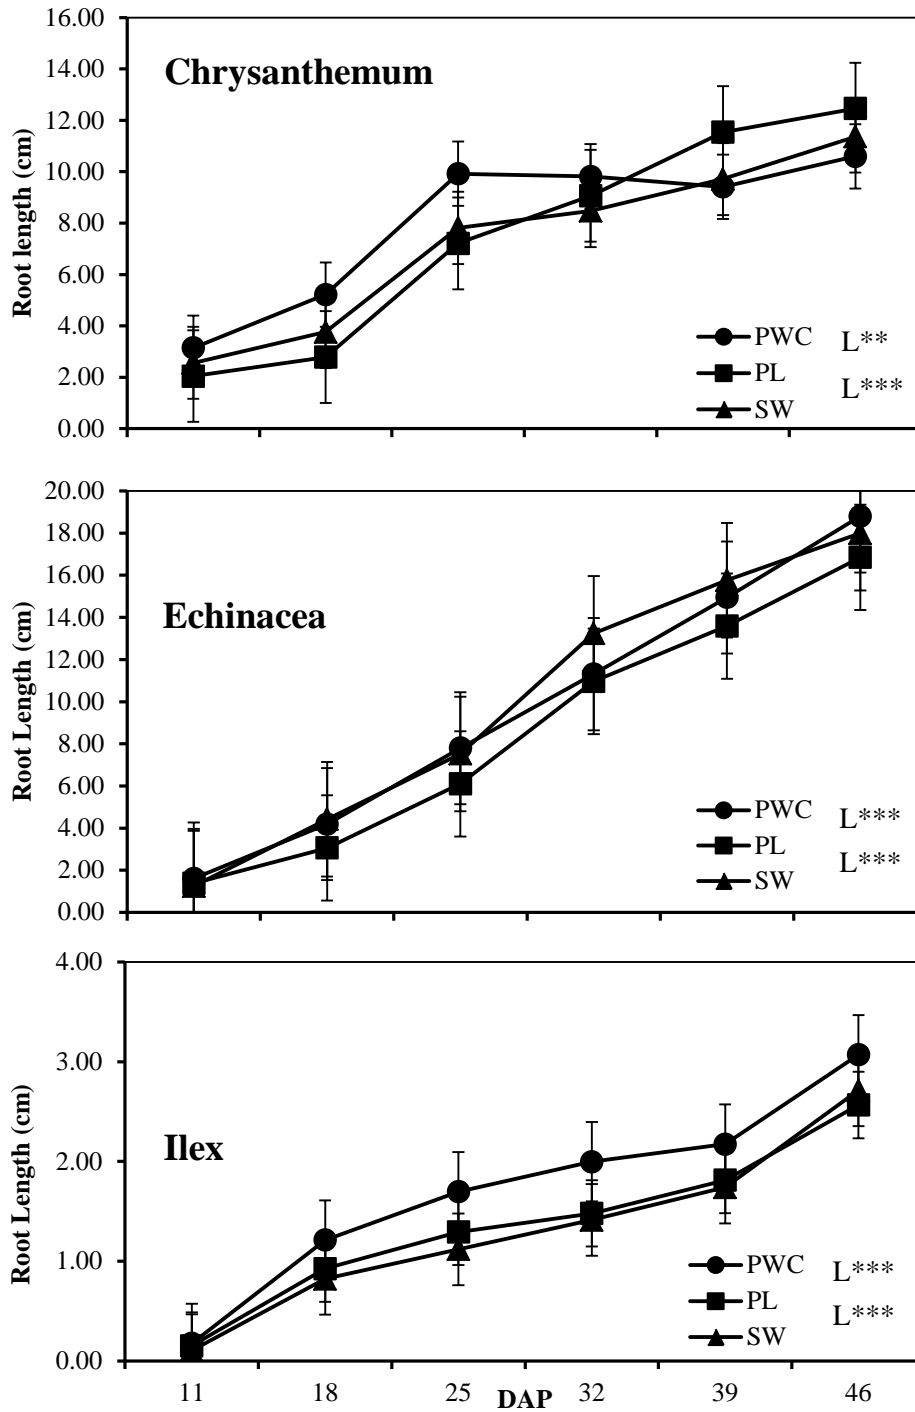 16.00
14.00
Chrysanthemum
12.00
10.00
8.00
6.00
4.00
2.00
0.00
Root length (cm)
PWC L**
PL L***
SW
20.00
18.00
16.00
14.00
Echinacea
12.00
10.00
8.00
6.00
4.00
2.00
0.00
Root Length (cm)
PWC L***
PL L***
SW
4.00
3.00
Ilex
2.00
1.00
0.00
Root Length (cm)
PWC L***
PL L***
SW
11 18 25 32 39 46
DAP